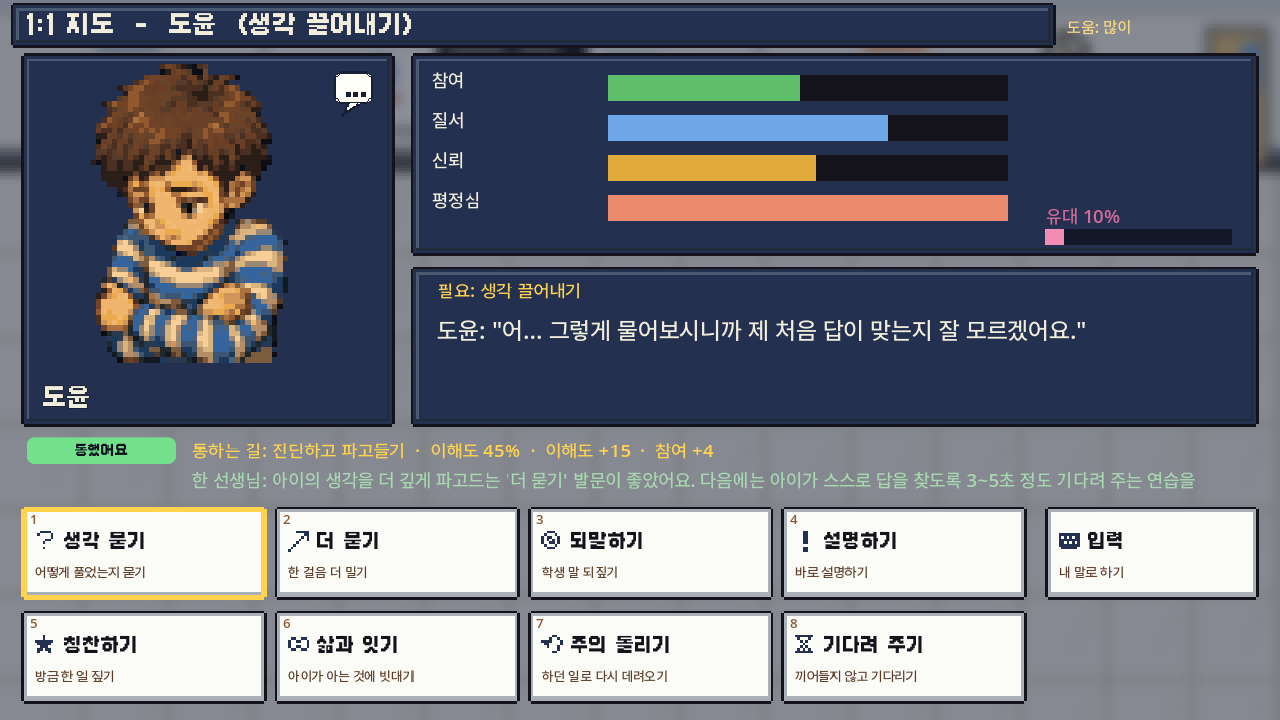 1:1 지도 - 도윤 (생각 끌어내기)
도움: 많이
...
참여
질서
신뢰
평정심
유대 10%
도윤
필요: 생각 끌어내기
도윤: "어... 그렇게 물어보시니까 제 처음 답이 맞는지 잘 모르겠어요."
통했어요
통하는 길: 진단하고 파고들기 · 이해도 45% · 이해도 +15 · 참여 +4
한 선생님: 아이의 생각을 더 깊게 파고드는 '더 묻기' 발문이 좋았어요. 다음에는 아이가 스스로 답을 찾도록 3~5초 정도 기다려 주는 연습을
1
? 생각 묻기
어떻게 풀었는지 묻기
2
더 묻기
한 걸음 더 밀기
3
되말하기
학생 말 되짚기
4
! 설명하기
바로 설명하기
입력
내 말로 하기
5
칭찬하기
방금 한 일 짚기
6
삶과 잇기
아이가 아는 것에 빗대기
7
주의 돌리기
하던 일로 다시 데려오기
8
기다려 주기
끼어들지 않고 기다리기